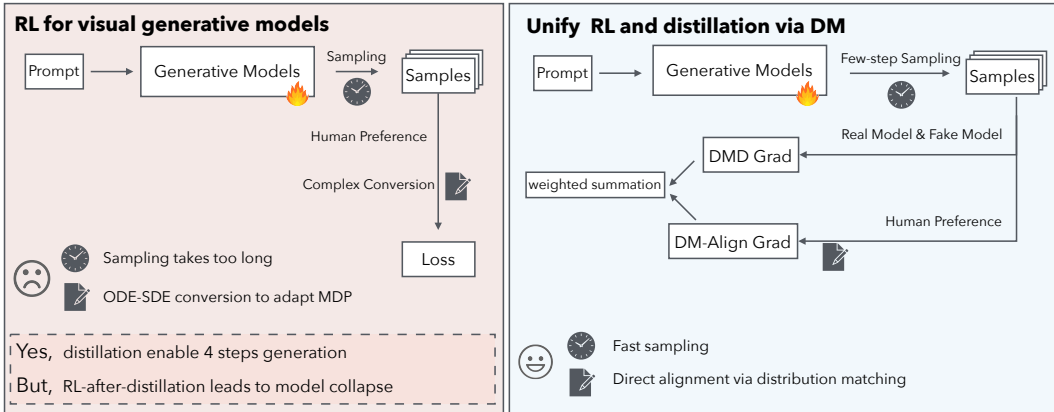 RL for visual generative models
Prompt
Generative Models
Sampling
Samples
Human Preference
Complex Conversion
Loss
Sampling takes too long
ODE-SDE conversion to adapt MDP
Yes, distillation enable 4 steps generation
But, RL-after-distillation leads to model collapse
Unify RL and distillation via DM
Prompt
Generative Models
Few-step Sampling
Samples
Real Model & Fake Model
DMD Grad
weighted summation
Human Preference
DM-Align Grad
Fast sampling
Direct alignment via distribution matching